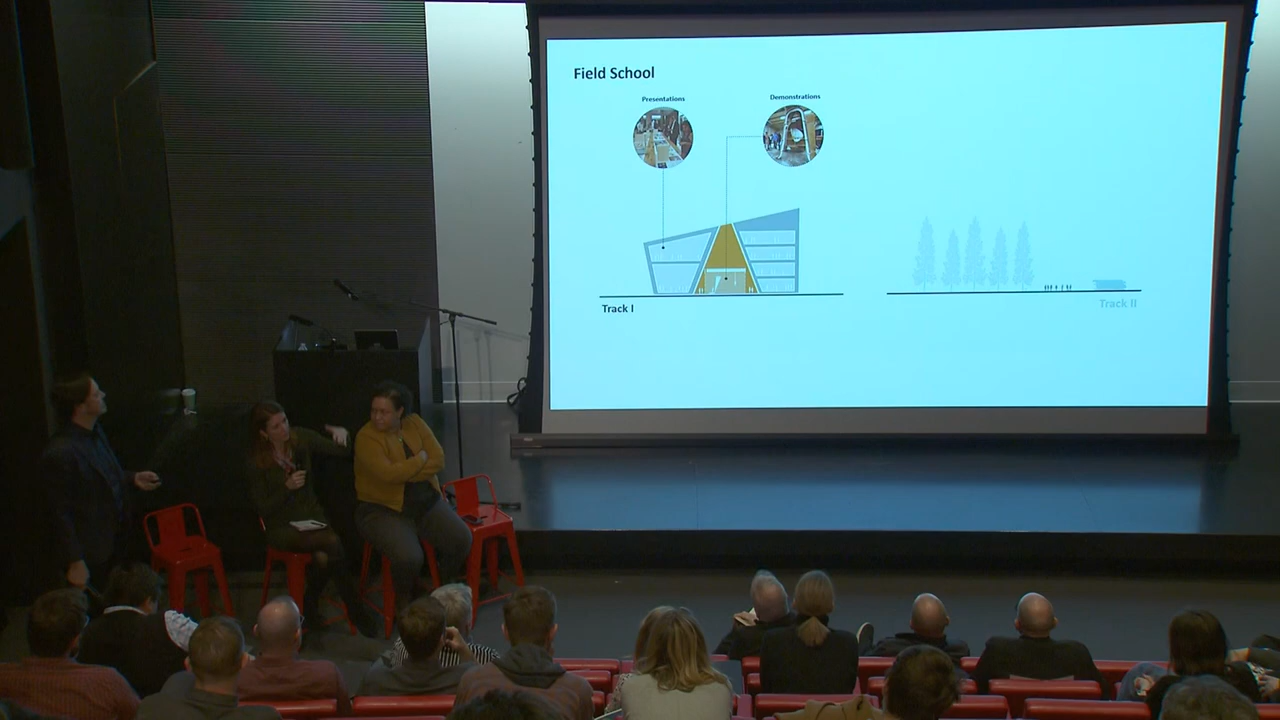 Field School
Presentations
Demonstrations
Track I
Track II